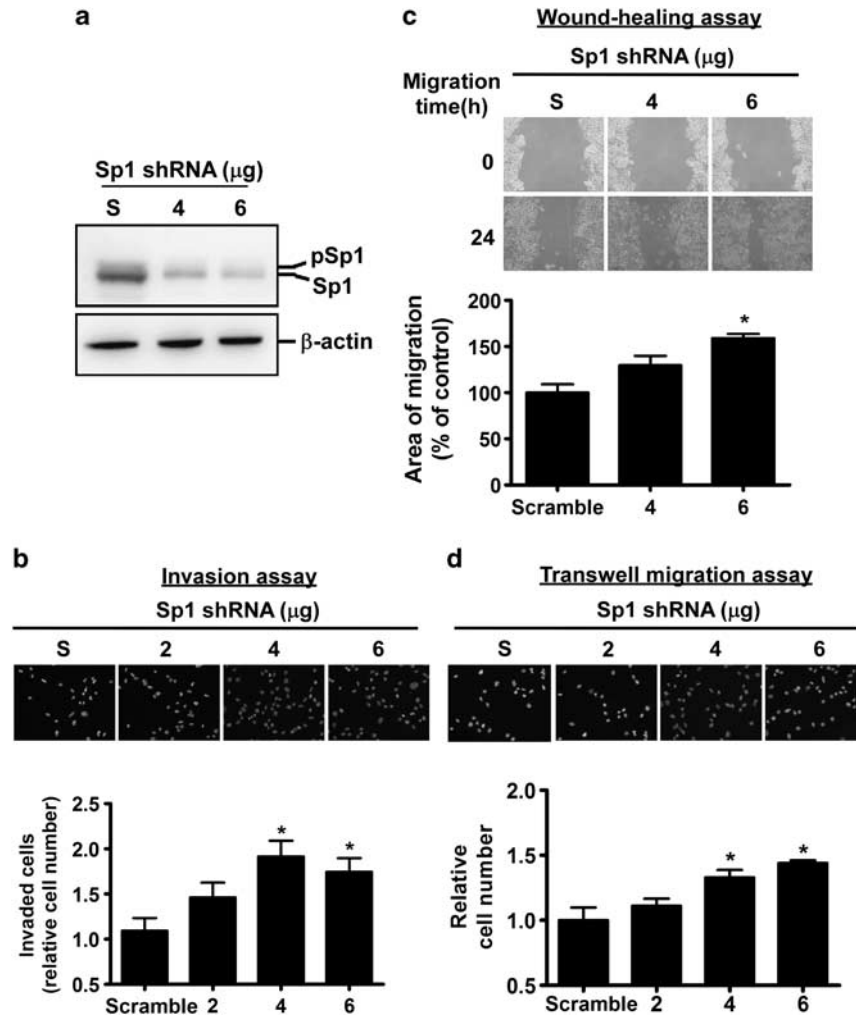 a
Sp1 shRNA (μg)
S 4 6
pSp1
Sp1
β-actin
c
Wound-healing assay
Sp1 shRNA (μg)
Migration
time(h)
S 4 6
0
24
200
150
100
50
0
Area of migration
(% of control)
*
Scramble 4 6
b
Invasion assay
Sp1 shRNA (μg)
S 2 4 6
2.5
2.0
1.5
1.0
0.5
Invaded cells
(relative cell number)
* *
Scramble 2 4 6
d
Transwell migration assay
Sp1 shRNA (μg)
S 2 4 6
2.0
1.5
1.0
0.5
Relative
cell number
* *
Scramble 2 4 6